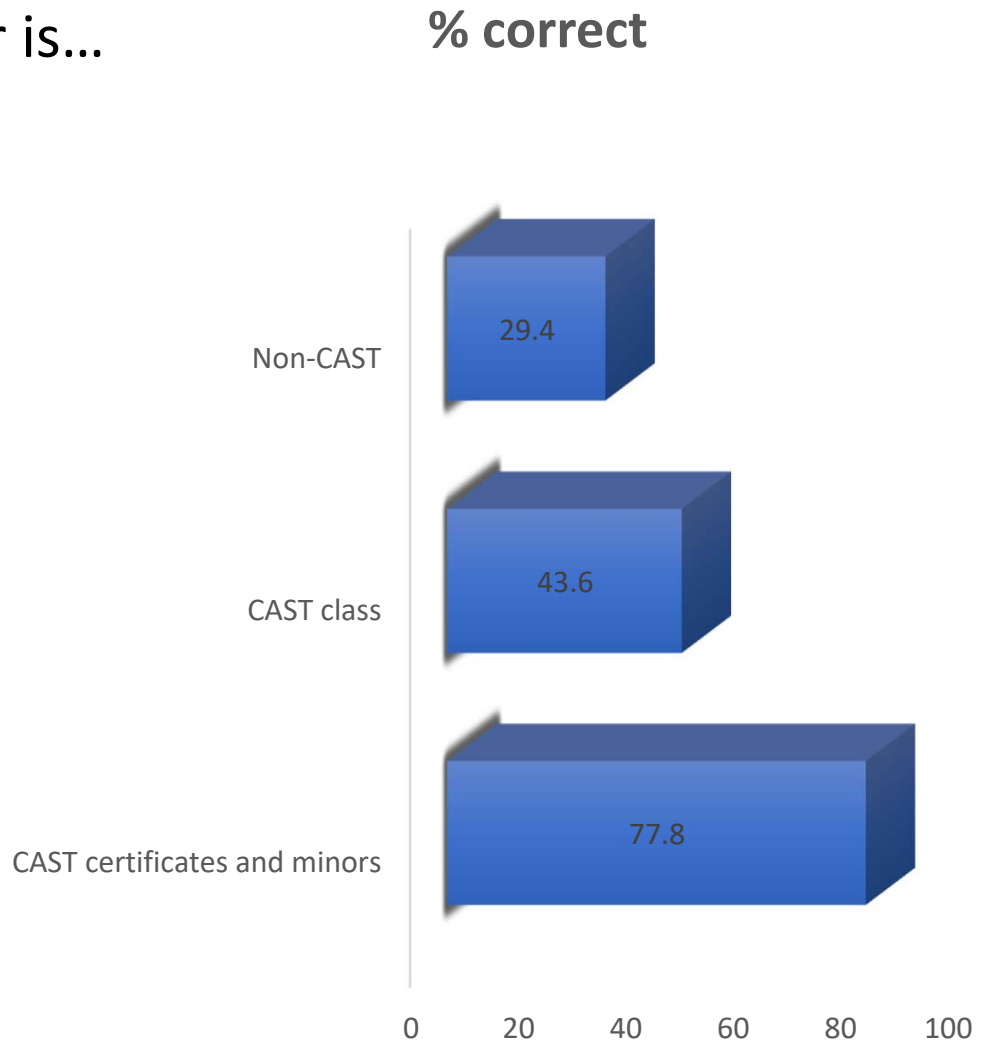 is...
% correct
Non-CAST
29.4
CAST class
43.6
CAST certificates and minors
77.8
0 20 40 60 80 100